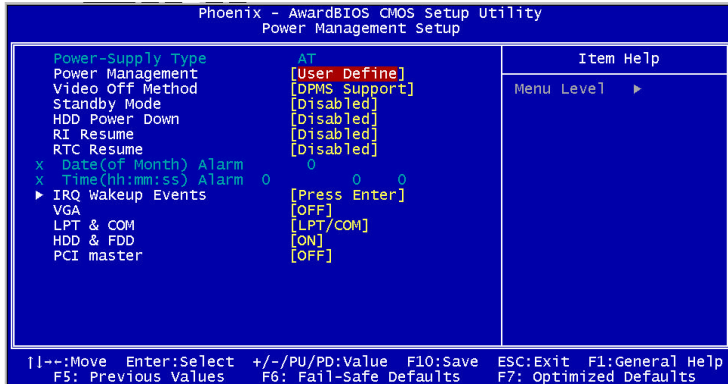 Phoenix - AwardBIOS CMOS Setup Utility
Power Management Setup
Power-Supply Type AT
Power Management [User Define]
Video Off Method [DPMS Support]
Standby Mode [Disabled]
HDD Power Down [Disabled]
RI Resume [Disabled]
RTC Resume [Disabled]
x Date(of Month) Alarm 0
x Time(hh:mm:ss) Alarm 0 0 0
▶ IRQ Wakeup Events [Press Enter]
VGA [OFF]
LPT & COM [LPT/COM]
HDD & FDD [ON]
PCI master [OFF]
Item Help
Menu Level ▶
↑↓→←:Move Enter:Select +/-/PU/PD:Value F10:Save ESC:Exit F1:General Help
F5: Previous Values F6: Fail-Safe Defaults F7: Optimized Defaults